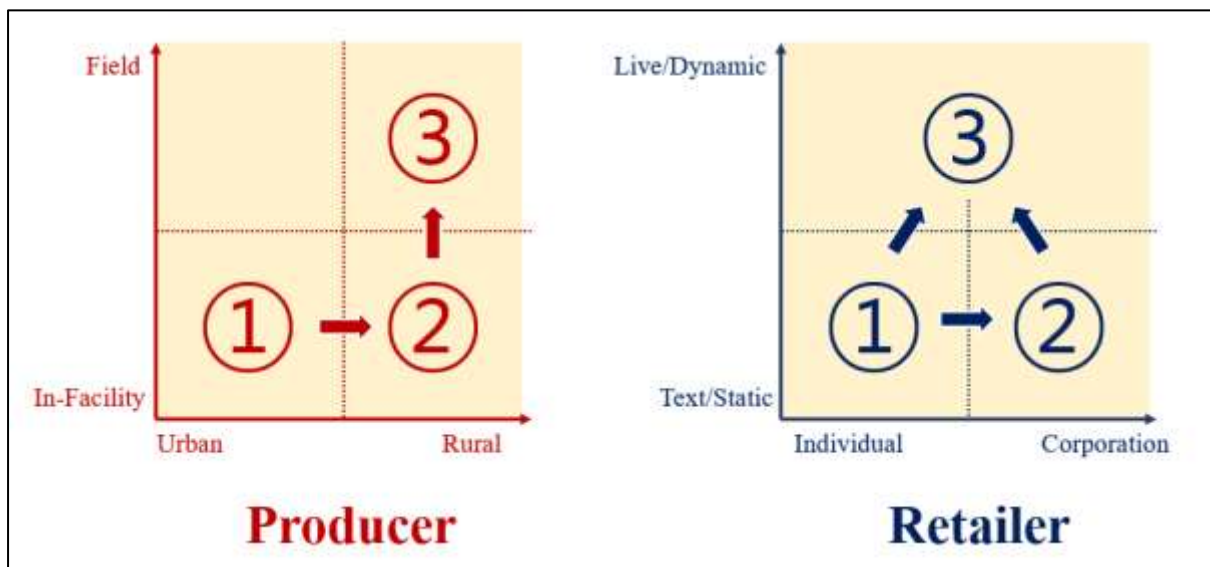 Field
③
①
②
In-Facility
Urban
Rural
Producer
Live/Dynamic
③
①
②
Text/Static
Individual
Corporation
Retailer